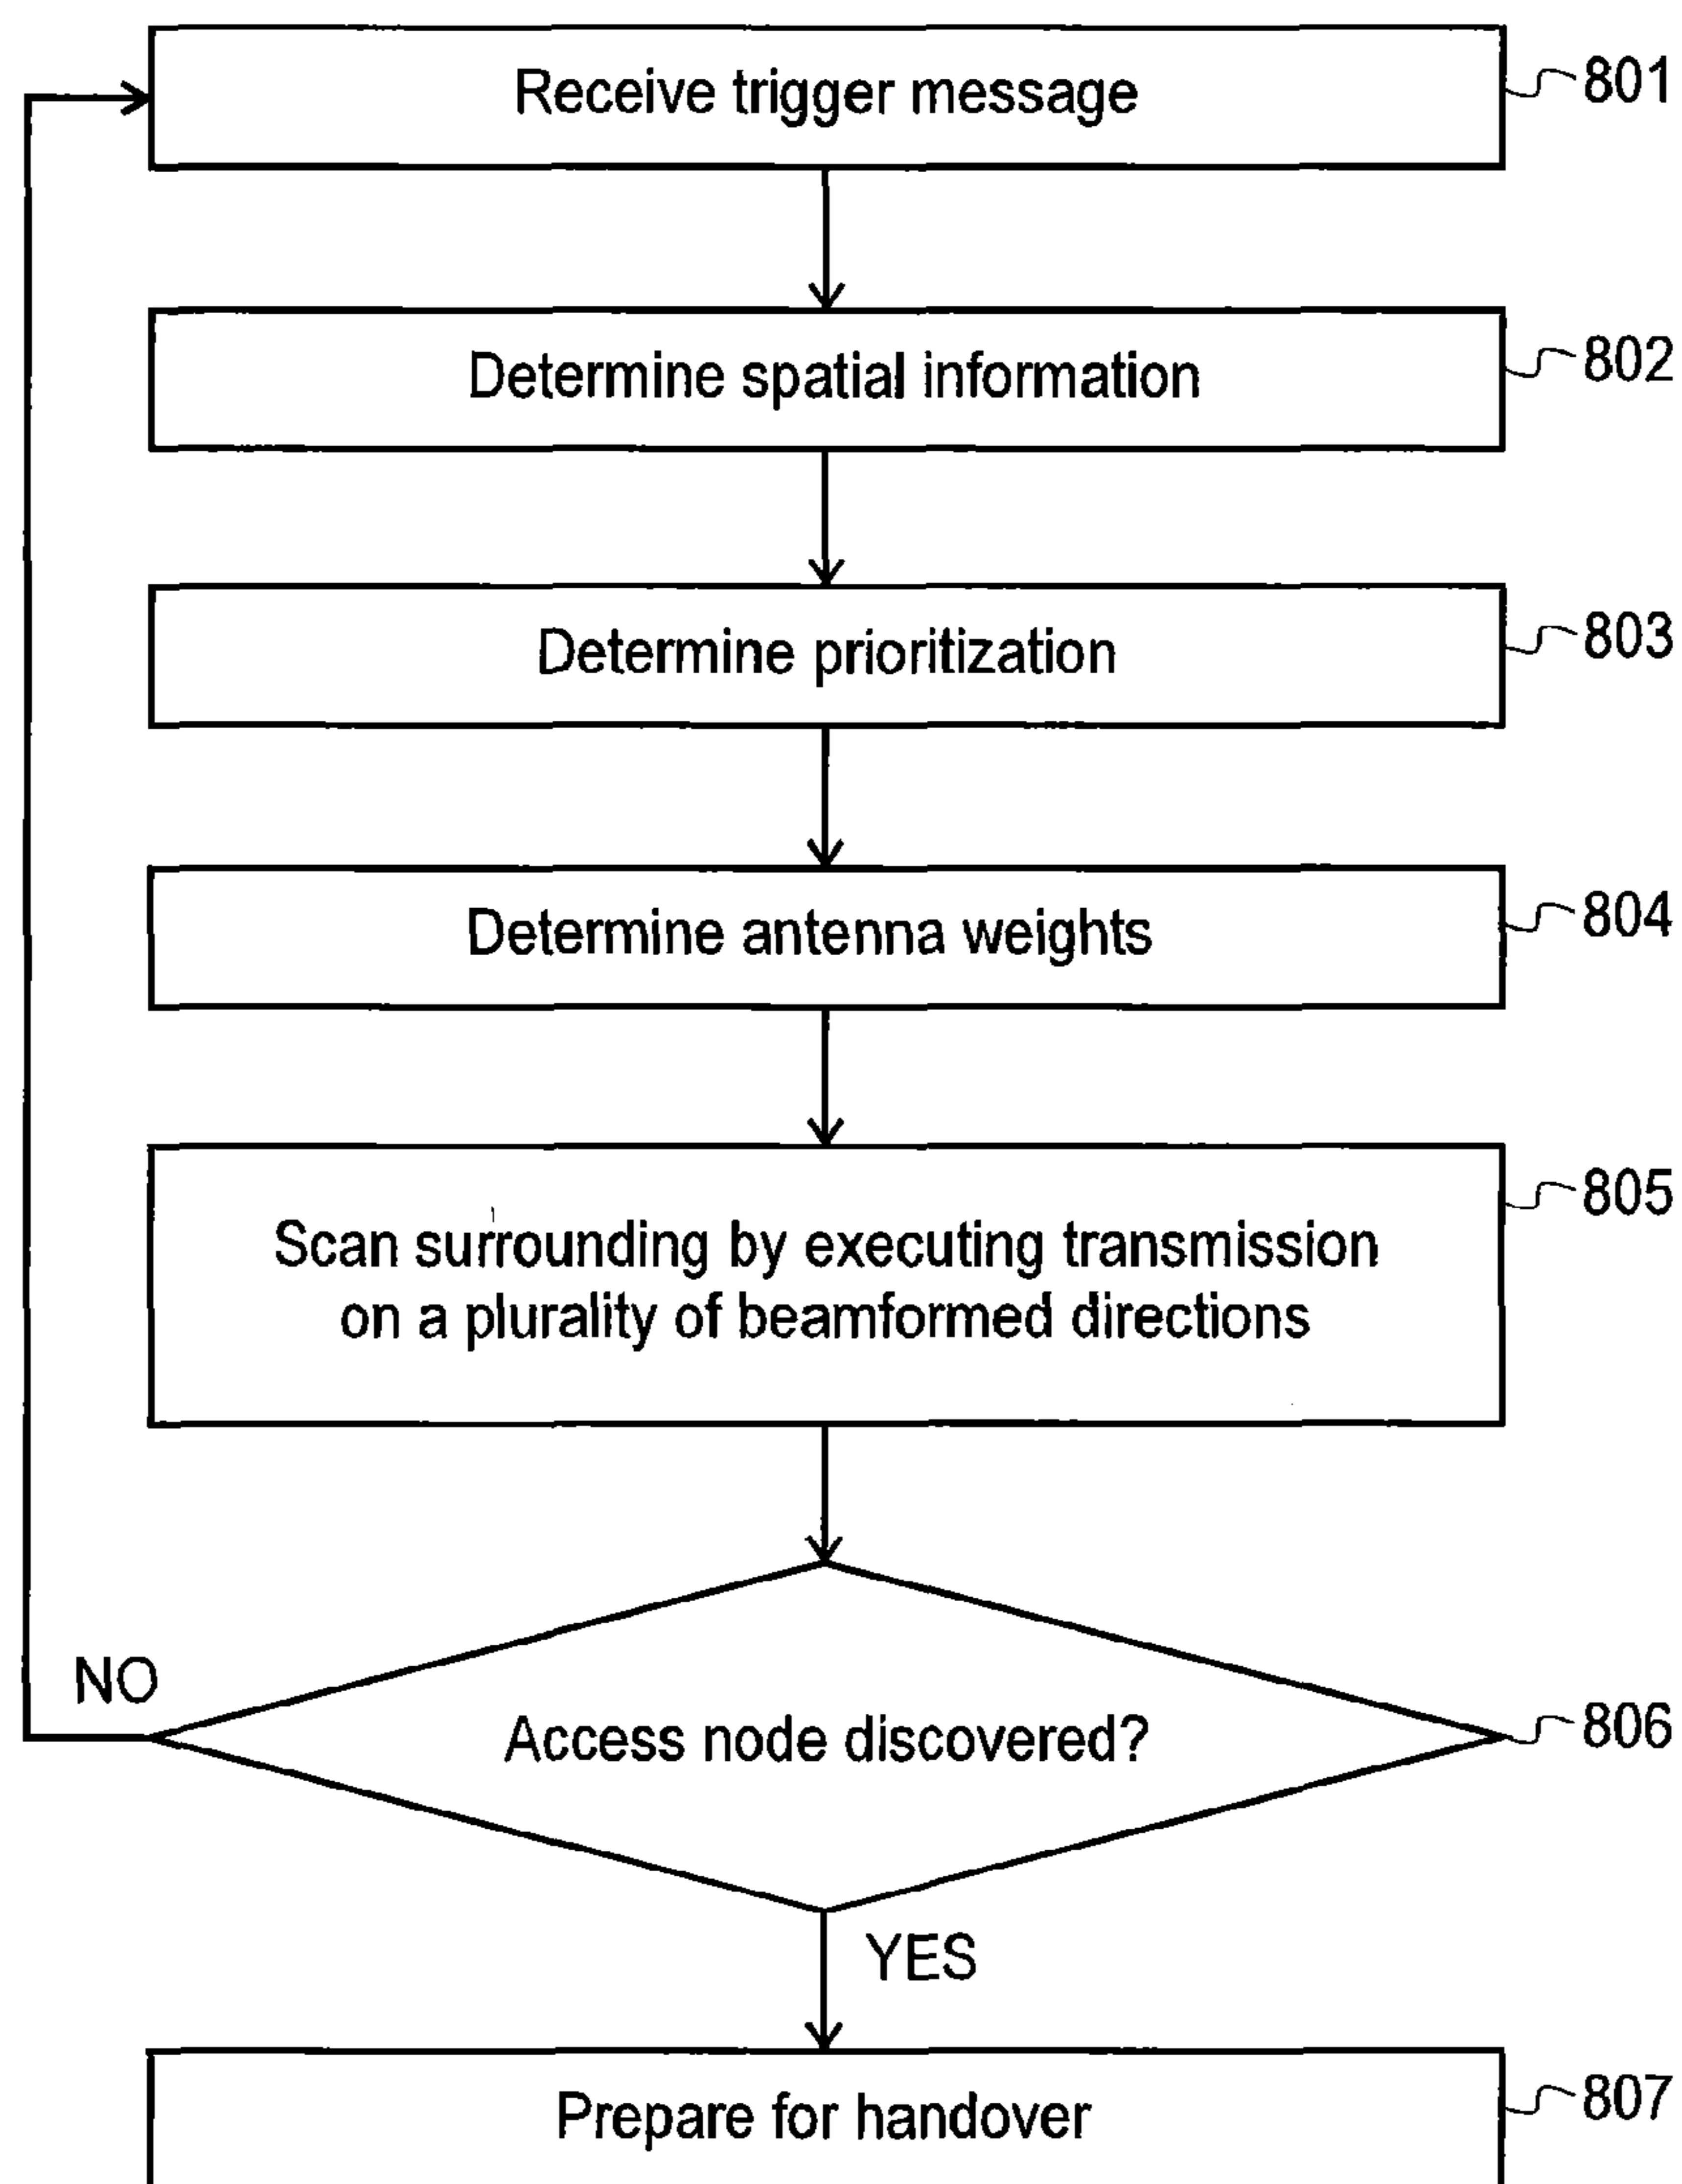 Receive trigger message
801
Determine spatial information
802
Determine prioritization
803
Determine antenna weights
804
Scan surrounding by executing transmission
on a plurality of beamformed directions
805
NO
Access node discovered?
806
YES
Prepare for handover
807